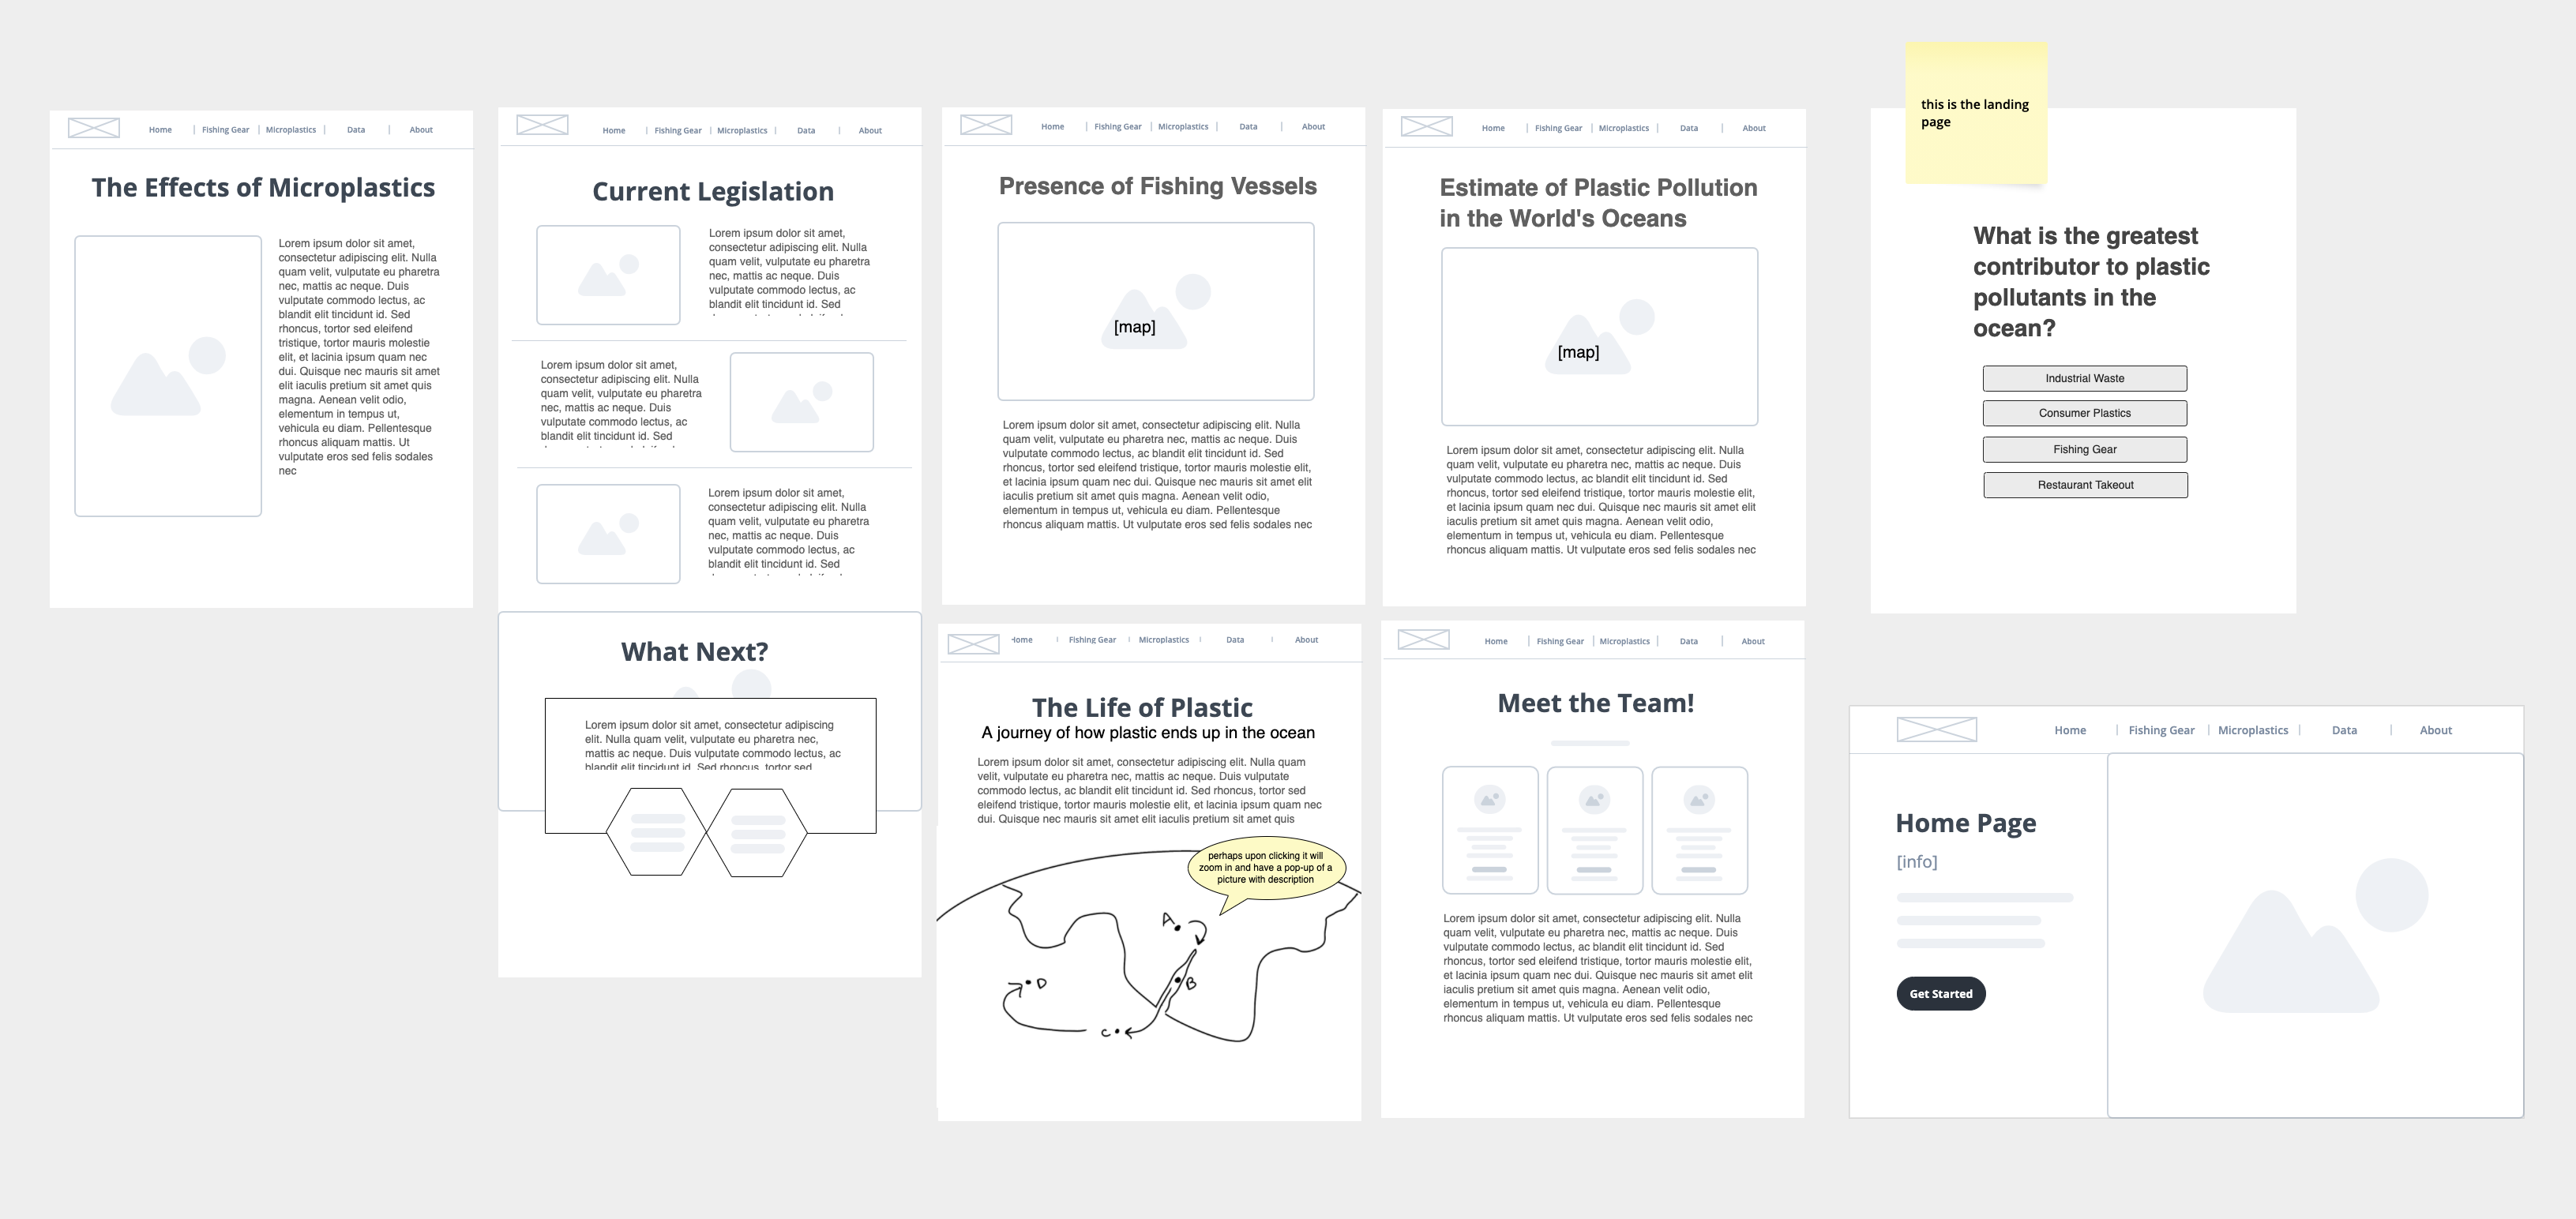 Home | Fishing Gear | Microplastics | Data | About
The Effects of Microplastics
Lorem ipsum dolor sit amet,
consectetur adipiscing elit. Nulla
quam velit, vulputate eu pharetra
nec, mattis ac neque. Duis
vulputate commodo lectus, ac
blandit elit tincidunt id. Sed
rhoncus, tortor sed eleifend
tristique, tortor mauris molestie
elit, et lacinia ipsum quam nec
dui. Quisque nec mauris sit amet
elit iaculis pretium sit amet quis
magna. Aenean velit odio,
elementum in tempus ut,
vehicula eu diam. Pellentesque
rhoncus aliquam mattis. Ut
vulputate eros sed felis sodales
nec
Home | Fishing Gear | Microplastics | Data | About
Current Legislation
Lorem ipsum dolor sit amet,
consectetur adipiscing elit. Nulla
quam velit, vulputate eu pharetra
nec, mattis ac neque. Duis
vulputate commodo lectus, ac
blandit elit tincidunt id. Sed
Lorem ipsum dolor sit amet,
consectetur adipiscing elit. Nulla
quam velit, vulputate eu pharetra
nec, mattis ac neque. Duis
vulputate commodo lectus, ac
blandit elit tincidunt id. Sed
Lorem ipsum dolor sit amet,
consectetur adipiscing elit. Nulla
quam velit, vulputate eu pharetra
nec, mattis ac neque. Duis
vulputate commodo lectus, ac
blandit elit tincidunt id. Sed
What Next?
Lorem ipsum dolor sit amet, consectetur adipiscing
elit. Nulla quam velit, vulputate eu pharetra nec,
mattis ac neque. Duis vulputate commodo lectus, ac
blandit elit tincidunt id. Sed rhoncus, tortor sed
Home | Fishing Gear | Microplastics | Data | About
Presence of Fishing Vessels
[map]
Lorem ipsum dolor sit amet, consectetur adipiscing elit. Nulla
quam velit, vulputate eu pharetra nec, mattis ac neque. Duis
vulputate commodo lectus, ac blandit elit tincidunt id. Sed
rhoncus, tortor sed eleifend tristique, tortor mauris molestie elit,
et lacinia ipsum quam nec dui. Quisque nec mauris sit amet elit
iaculis pretium sit amet quis magna. Aenean velit odio,
elementum in tempus ut, vehicula eu diam. Pellentesque
rhoncus aliquam mattis. Ut vulputate eros sed felis sodales nec
Home | Fishing Gear | Microplastics | Data | About
Estimate of Plastic Pollution
in the World's Oceans
[map]
Lorem ipsum dolor sit amet, consectetur adipiscing elit. Nulla
quam velit, vulputate eu pharetra nec, mattis ac neque. Duis
vulputate commodo lectus, ac blandit elit tincidunt id. Sed
rhoncus, tortor sed eleifend tristique, tortor mauris molestie elit,
et lacinia ipsum quam nec dui. Quisque nec mauris sit amet elit
iaculis pretium sit amet quis magna. Aenean velit odio,
elementum in tempus ut, vehicula eu diam. Pellentesque
rhoncus aliquam mattis. Ut vulputate eros sed felis sodales nec
this is the landing
page
What is the greatest
contributor to plastic
pollutants in the
ocean?
Industrial Waste
Consumer Plastics
Fishing Gear
Restaurant Takeout
Home | Fishing Gear | Microplastics | Data | About
The Life of Plastic
A journey of how plastic ends up in the ocean
Lorem ipsum dolor sit amet, consectetur adipiscing elit. Nulla quam
velit, vulputate eu pharetra nec, mattis ac neque. Duis vulputate
commodo lectus, ac blandit elit tincidunt id. Sed rhoncus, tortor sed
eleifend tristique, tortor mauris molestie elit, et lacinia ipsum quam nec
dui. Quisque nec mauris sit amet elit iaculis pretium sit amet quis
perhaps upon clicking it will
zoom in and have a pop-up of a
picture with description
A
B
D
C
Home | Fishing Gear | Microplastics | Data | About
Meet the Team!
Lorem ipsum dolor sit amet, consectetur adipiscing elit. Nulla
quam velit, vulputate eu pharetra nec, mattis ac neque. Duis
vulputate commodo lectus, ac blandit elit tincidunt id. Sed
rhoncus, tortor sed eleifend tristique, tortor mauris molestie elit,
et lacinia ipsum quam nec dui. Quisque nec mauris sit amet elit
iaculis pretium sit amet quis magna. Aenean velit odio,
elementum in tempus ut, vehicula eu diam. Pellentesque
rhoncus aliquam mattis. Ut vulputate eros sed felis sodales nec
Home | Fishing Gear | Microplastics | Data | About
Home Page
[info]
Get Started